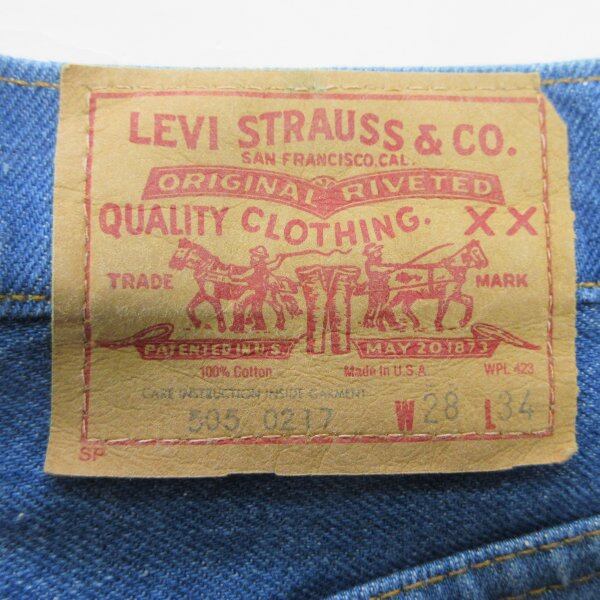 LEVI STRAUSS & CO.
SAN FRANCISCO, CAL.
ORIGINAL RIVETED
QUALITY CLOTHING. XX
TRADE MARK
PATENTED IN U.S. MAY 20 1873
100% Cotton Made in U.S.A. WPL 423
CARE INSTRUCTION INSIDE GARMENT
505 0217 W 28 L 34
SP